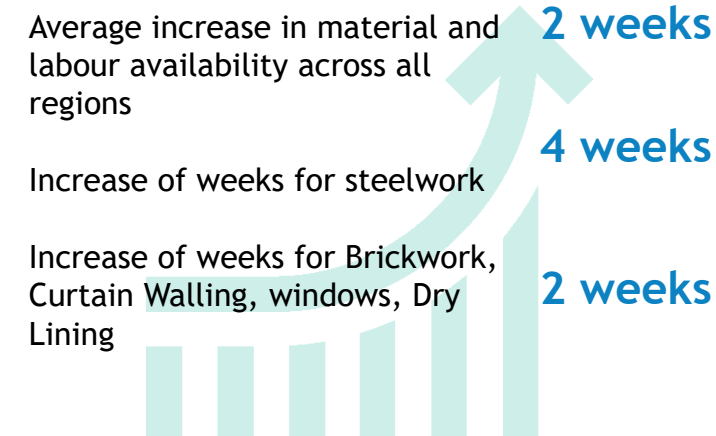 Average increase in material and
labour availability across all
regions
2 weeks
Increase of weeks for steelwork
4 weeks
Increase of weeks for Brickwork,
Curtain Walling, windows, Dry
Lining
2 weeks